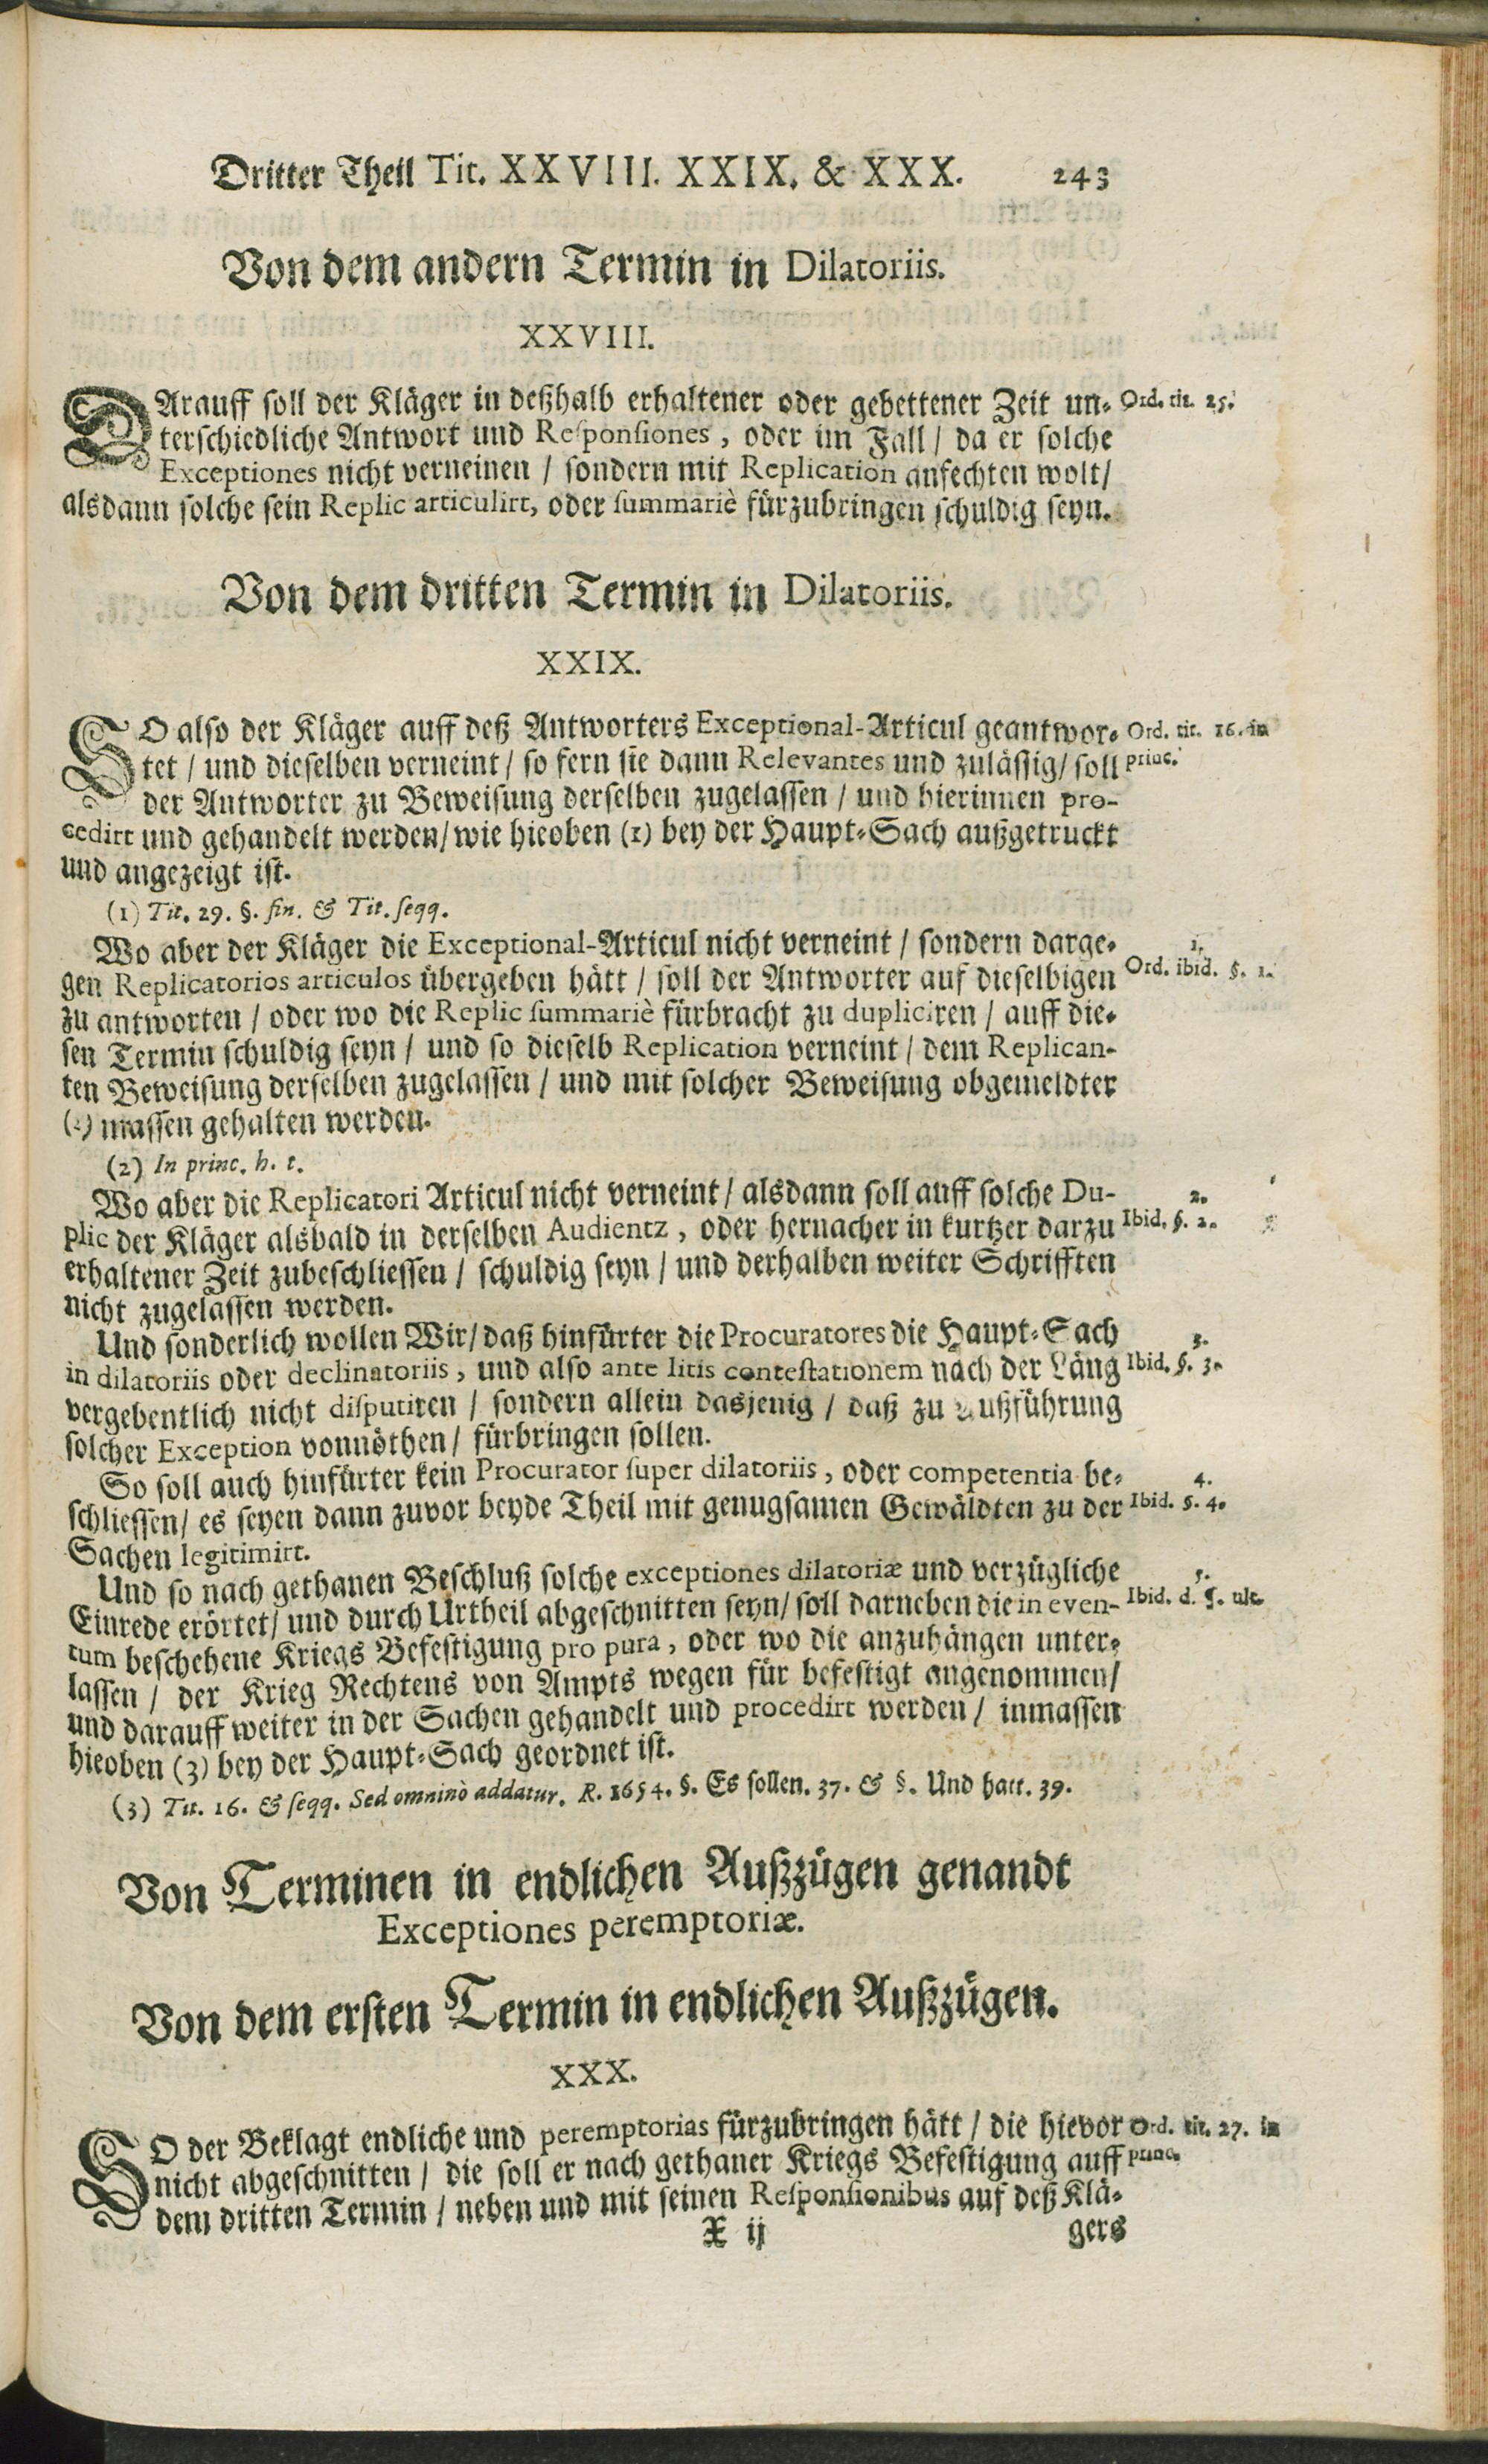 Dritter Theil Tit. XXVIII. XXIX. & XXX. 243
Von dem andern Termin in Dilatoriis.
XXVIII.
DArauff soll der Kläger in deßhalb erhaltener oder gebettener Zeit un- Ord. tit. 25.
terschiedliche Antwort und Responsiones, oder im Fall / da er solche
Exceptiones nicht verneinen / sondern mit Replication anfechten wolt /
alsdann solche sein Replic articulirt, oder summariè fürzubringen schuldig seyn.
Von dem dritten Termin in Dilatoriis.
XXIX.
SO also der Kläger auff deß Antworters Exceptional-Articul geantwor- Ord. tit. 26. in
tet / und dieselben verneint / so fern sie dann Relevantes und zulässig / soll princ.
der Antworter zu Beweisung derselben zugelassen / und hierinnen pro-
cedirt und gehandelt werden / wie hieoben (1) bey der Haupt-Sach außgetruckt
und angezeigt ist.
(1) Tit. 29. §. fin. & Tit. seqq.
Wo aber der Kläger die Exceptional-Articul nicht verneint / sondern darge- 1.
gen Replicatorios articulos übergeben hätt / soll der Antworter auf dieselbigen Ord. ibid. §. 1.
zu antworten / oder wo die Replic summariè fürbracht zu dupliciren / auff die-
sen Termin schuldig seyn / und so dieselb Replication verneint / dem Replican-
ten Beweisung derselben zugelassen / und mit solcher Beweisung obgemeldter
(2) massen gehalten werden.
(2) In princ. h. t.
Wo aber die Replicatori Articul nicht verneint / alsdann soll auff solche Du- 2.
plic der Kläger alsbald in derselben Audientz, oder hernacher in kurtzer darzu Ibid. §. 2.
erhaltener Zeit zubeschliessen / schuldig seyn / und derhalben weiter Schrifften
nicht zugelassen werden.
Und sonderlich wollen Wir / daß hinfürter die Procuratores die Haupt-Sach 3.
in dilatoriis oder declinatoriis, und also ante litis contestationem nach der Läng Ibid. §. 3.
vergebentlich nicht disputiren / sondern allein dasjenig / daß zu Außführung
solcher Exception vonnöthen / fürbringen sollen.
So soll auch hinfürter kein Procurator super dilatoriis, oder competentia be- 4.
schliessen / es seyen dann zuvor beyde Theil mit genugsamen Gewäldten zu der Ibid. §. 4.
Sachen legitimirt.
Und so nach gethanen Beschluß solche exceptiones dilatoriæ und verzügliche 5.
Einrede erörtet / und durch Urtheil abgeschnitten seyn / soll darneben die in even- Ibid. d. §. ult.
tum beschehene Kriegs Befestigung pro pura, oder wo die anzuhängen unter-
lassen / der Krieg Rechtens von Ampts wegen für befestigt angenommen /
und darauff weiter in der Sachen gehandelt und procedirt werden / inmassen
hieoben (3) bey der Haupt-Sach geordnet ist.
(3) Tit. 16. & seqq. Sed omninò addatur. R. 1654. §. Es sollen. 37. & §. Und hatt. 39.
Von Terminen in endlichen Außzügen genandt
Exceptiones peremptoriæ.
Von dem ersten Termin in endlichen Außzügen.
XXX.
SO der Beklagt endliche und peremptorias fürzubringen hätt / die hievor Ord. tit. 27. in
nicht abgeschnitten / die soll er nach gethaner Kriegs Befestigung auff princ.
dem dritten Termin / neben und mit seinen Responsionibus auf deß Klä-
X ij gers